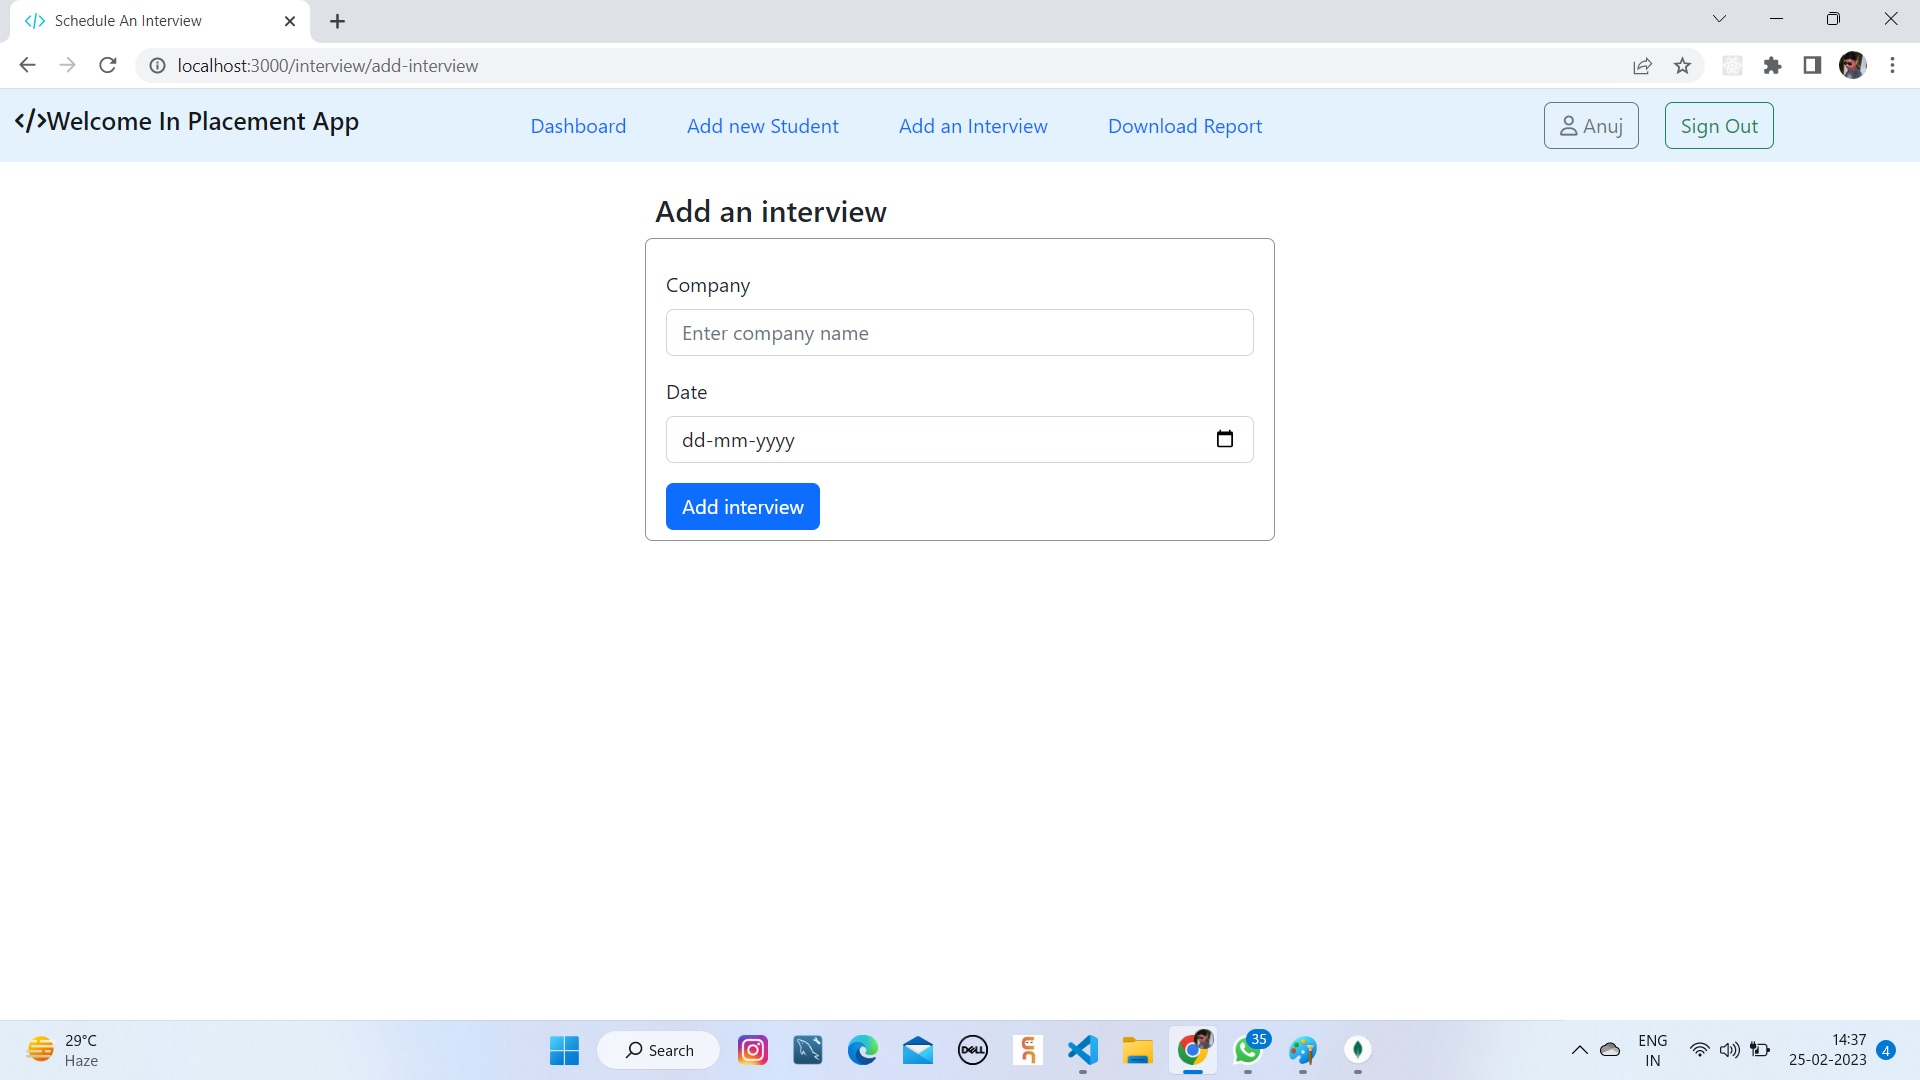 Schedule An Interview
localhost:3000/interview/add-interview
</>Welcome In Placement App
Dashboard
Add new Student
Add an Interview
Download Report
Anuj
Sign Out
Add an interview
Company
Enter company name
Date
dd-mm-yyyy
Add interview
29°C
Haze
Search
DELL
35
ENG
IN
14:37
25-02-2023
4